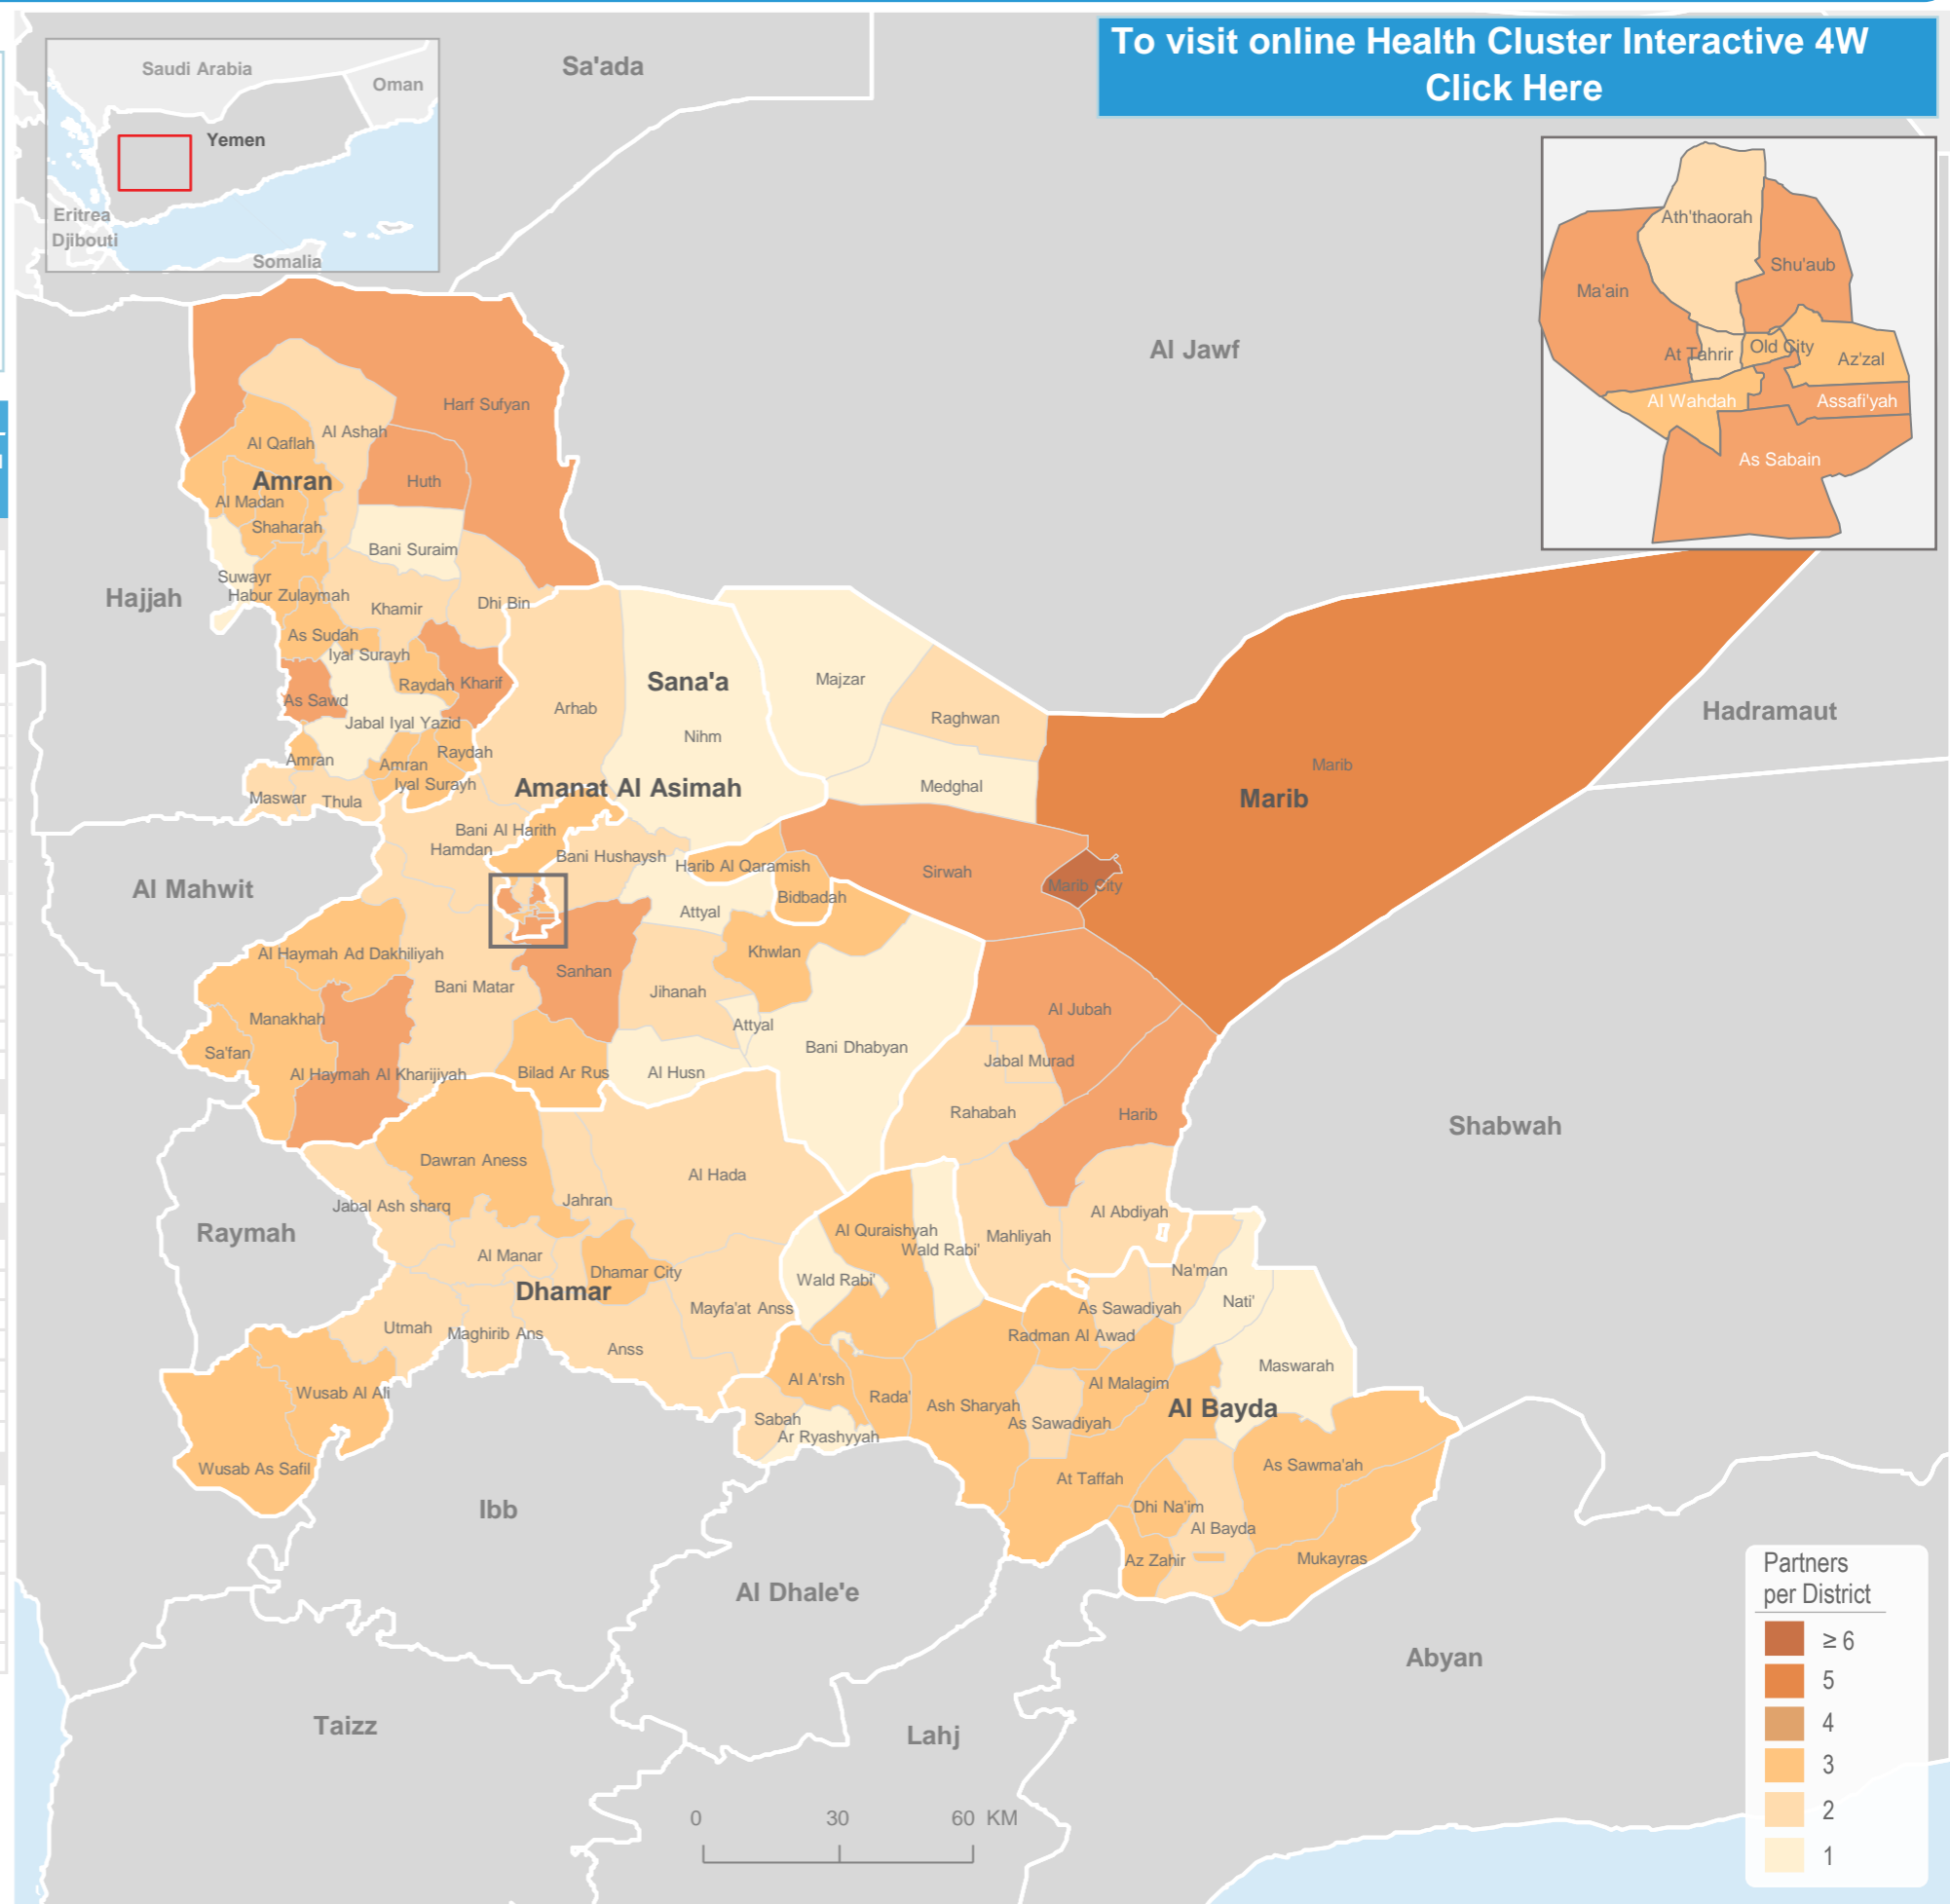 To visit online Health Cluster Interactive 4W
Click Here
Saudi Arabia
Oman
Yemen
Eritrea
Djibouti
Somalia
Sa'ada
Ath'thaorah
Shu'aub
Ma'ain
At Tahrir
Old City
Az'zal
Al Wahdah
Assafi'yah
As Sabain
Al Jawf
Harf Sufyan
Al Ashah
Al Qaflah
Amran
Huth
Al Madan
Shaharah
Bani Suraim
Suwayr
Habur Zulaymah
Khamir
Dhi Bin
Hajjah
As Sudah
Iyal Surayh
Raydah
Kharif
As Sawd
Jabal Iyal Yazid
Raydah
Amran
Amran
Iyal Surayh
Maswar
Thula
Arhab
Sana'a
Nihm
Majzar
Raghwan
Medghal
Hadramaut
Marib
Marib
Amanat Al Asimah
Bani Al Harith
Hamdan
Bani Hushaysh
Harib Al Qaramish
Sirwah
Marib City
Al Mahwit
Bidbadah
Attyal
Khwlan
Al Haymah Ad Dakhiliyah
Sanhan
Bani Matar
Jihanah
Manakhah
Attyal
Al Jubah
Sa'fan
Bani Dhabyan
Jabal Murad
Al Haymah Al Kharijiyah
Bilad Ar Rus
Al Husn
Rahabah
Harib
Shabwah
Dawran Aness
Al Hada
Jahran
Jabal Ash sharq
Raymah
Al Manar
Dhamar City
Dhamar
Al Quraishyah
Wald Rabi'
Wald Rabi'
Mahliyah
Al Abdiyah
Na'man
Nati'
Mayfa'at Anss
As Sawadiyah
Utmah
Maghirib Ans
Radman Al Awad
Anss
Maswarah
Wusab Al Ali
Al A'rsh
Rada'
Al Malagim
Ash Sharyah
Al Bayda
Sabah
As Sawadiyah
Ar Ryashyyah
Wusab As Safil
At Taffah
As Sawma'ah
Dhi Na'im
Al Bayda
Ibb
Az Zahir
Mukayras
Al Dhale'e
Abyan
Taizz
Lahj
0 30 60 KM
Partners
per District
≥ 6
5
4
3
2
1